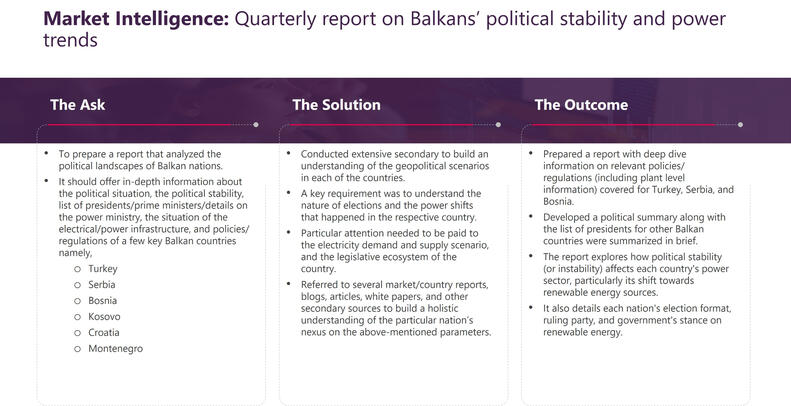 Market Intelligence: Quarterly report on Balkans' political stability and power
trends
The Ask
• To prepare a report that analyzed the
political landscapes of Balkan nations.
• It should offer in-depth information about
the political situation, the political stability,
list of presidents/prime ministers/details on
the power ministry, the situation of the
electrical/power infrastructure, and policies/
regulations of a few key Balkan countries
namely,
o Turkey
o Serbia
o Bosnia
o Kosovo
o Croatia
o Montenegro
The Solution
• Conducted extensive secondary to build an
understanding of the geopolitical scenarios
in each of the countries.
• A key requirement was to understand the
nature of elections and the power shifts
that happened in the respective country.
• Particular attention needed to be paid to
the electricity demand and supply scenario,
and the legislative ecosystem of the
country.
• Referred to several market/country reports,
blogs, articles, white papers, and other
secondary sources to build a holistic
understanding of the particular nation's
nexus on the above-mentioned parameters.
The Outcome
• Prepared a report with deep dive
information on relevant policies/
regulations (including plant level
information) covered for Turkey, Serbia, and
Bosnia.
• Developed a political summary along with
the list of presidents for other Balkan
countries were summarized in brief.
• The report explores how political stability
(or instability) affects each country's power
sector, particularly its shift towards
renewable energy sources.
• It also details each nation's election format,
ruling party, and government's stance on
renewable energy.